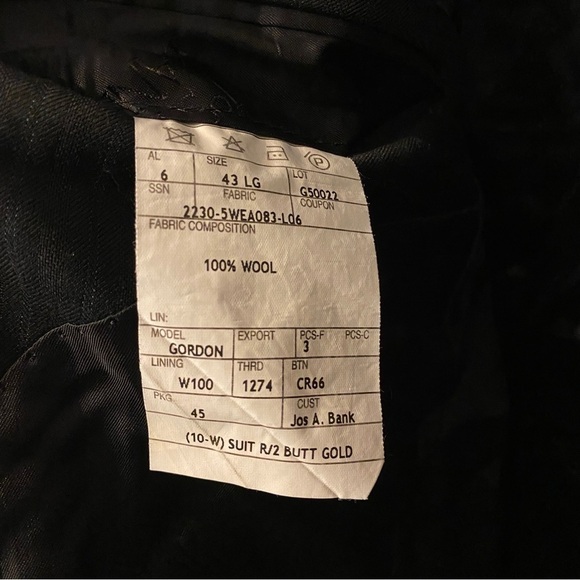 P
AL SIZE LOT
6 43 LG G50022
SSN FABRIC COUPON
2230-5WEA083-L06
FABRIC COMPOSITION
100% WOOL
LIN:
MODEL EXPORT PCS-F PCS-C
GORDON 3
LINING THRD BTN
W100 1274 CR66
PKG CUST
45 Jos A. Bank
(10-W) SUIT R/2 BUTT GOLD